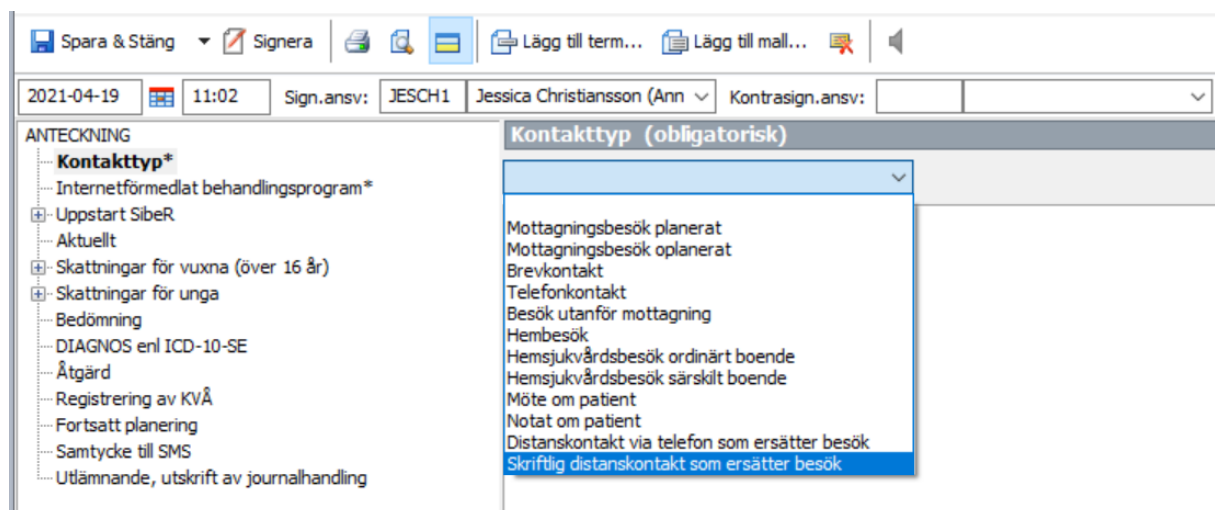 Spara & Stäng Signera Lägg till term... Lägg till mall...
2021-04-19 11:02 Sign.ansv: JESCH1 Jessica Christiansson (Ann Kontrasign.ansv:
ANTECKNING
Kontakttyp*
Internetförmedlat behandlingsprogram*
Uppstart SibeR
Aktuellt
Skattningar för vuxna (över 16 år)
Skattningar för unga
Bedömning
DIAGNOS enl ICD-10-SE
Åtgärd
Registrering av KVÅ
Fortsatt planering
Samtycke till SMS
Utlämnande, utskrift av journalhandling
Kontakttyp (obligatorisk)
Mottagningsbesök planerat
Mottagningsbesök oplanerat
Brevkontakt
Telefonkontakt
Besök utanför mottagning
Hembesök
Hemsjukvårdsbesök ordinärt boende
Hemsjukvårdsbesök särskilt boende
Möte om patient
Notat om patient
Distanskontakt via telefon som ersätter besök
Skriftlig distanskontakt som ersätter besök